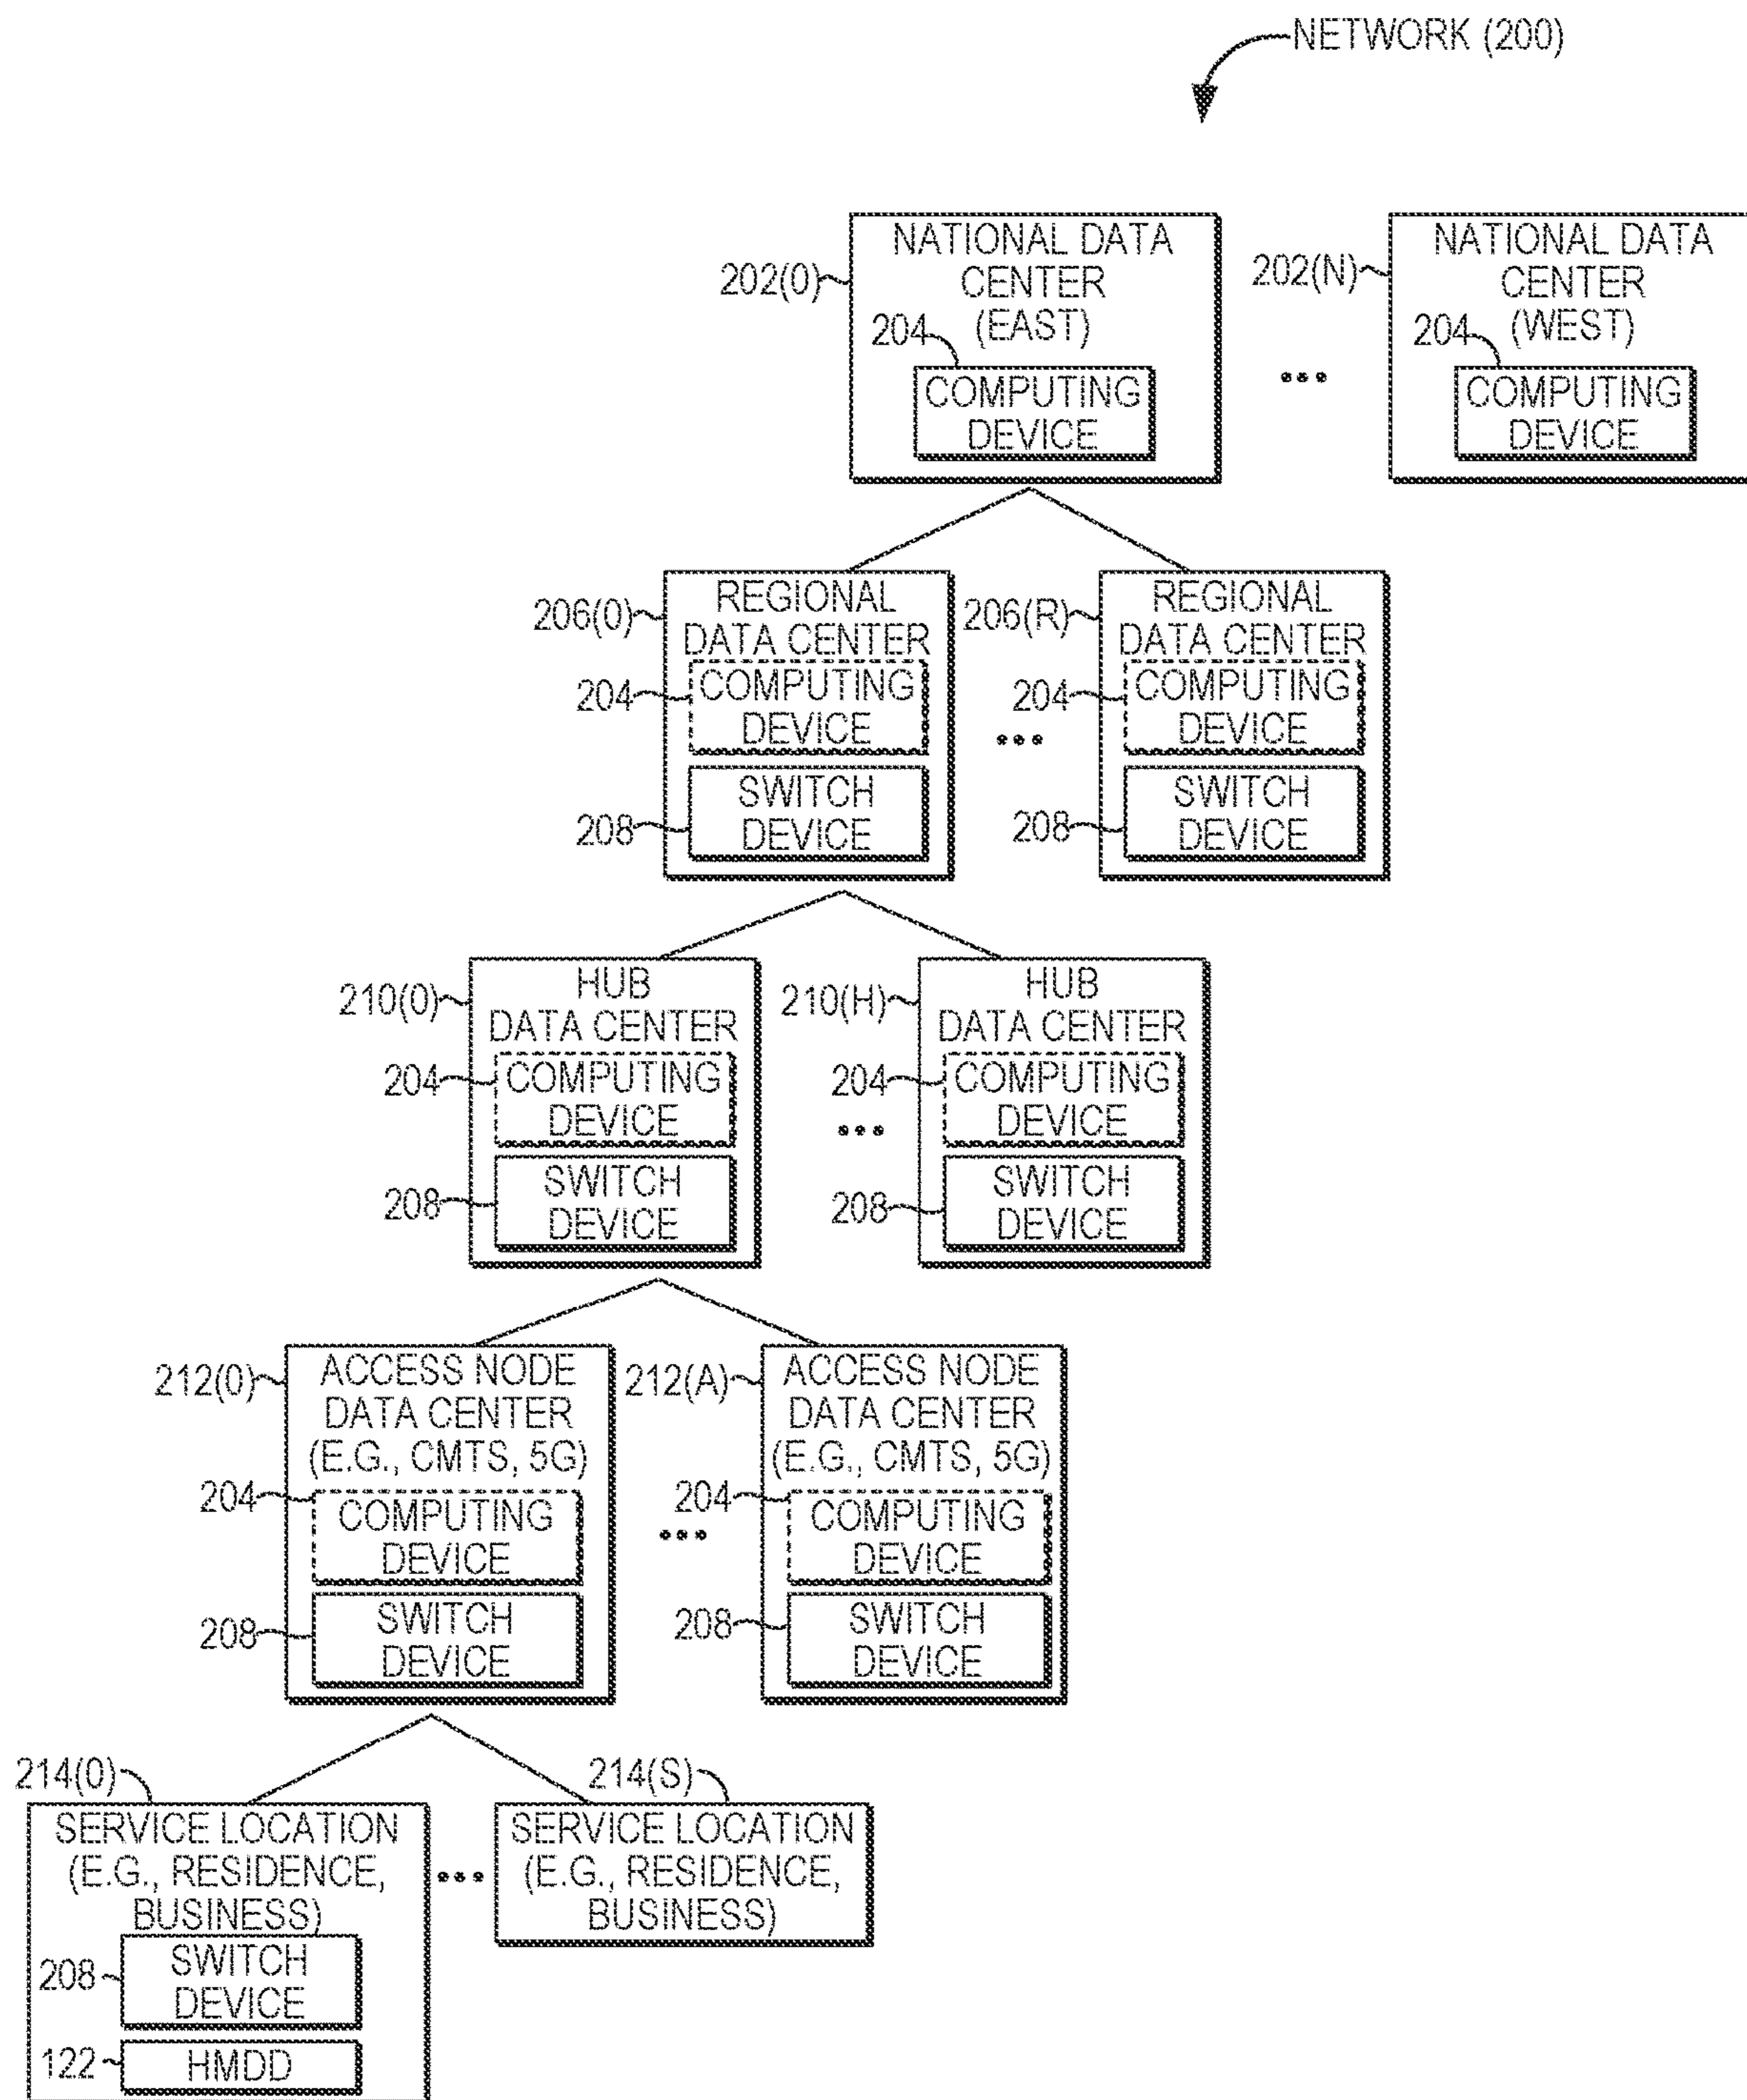 NETWORK (200)
202(0)
NATIONAL DATA
CENTER
(EAST)
204
COMPUTING
DEVICE
202(N)
NATIONAL DATA
CENTER
(WEST)
204
COMPUTING
DEVICE
206(0)
REGIONAL
DATA CENTER
204
COMPUTING
DEVICE
208
SWITCH
DEVICE
206(R)
REGIONAL
DATA CENTER
204
COMPUTING
DEVICE
208
SWITCH
DEVICE
210(0)
HUB
DATA CENTER
204
COMPUTING
DEVICE
208
SWITCH
DEVICE
210(H)
HUB
DATA CENTER
204
COMPUTING
DEVICE
208
SWITCH
DEVICE
212(0)
ACCESS NODE
DATA CENTER
(E.G., CMTS, 5G)
204
COMPUTING
DEVICE
208
SWITCH
DEVICE
212(A)
ACCESS NODE
DATA CENTER
(E.G., CMTS, 5G)
204
COMPUTING
DEVICE
208
SWITCH
DEVICE
214(0)
SERVICE LOCATION
(E.G., RESIDENCE,
BUSINESS)
208
SWITCH
DEVICE
122
HMDD
214(S)
SERVICE LOCATION
(E.G., RESIDENCE,
BUSINESS)